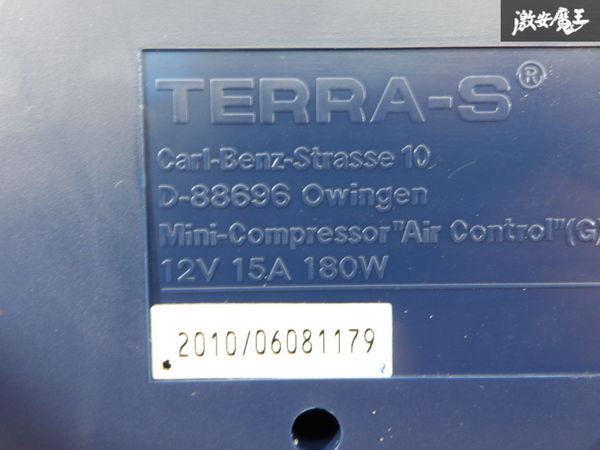 激安魔王
TERRA-S®
Carl-Benz-Strasse 10
D-88696 Owingen
Mini-Compressor "Air Control" (G)
12V 15A 180W
2010/06081179